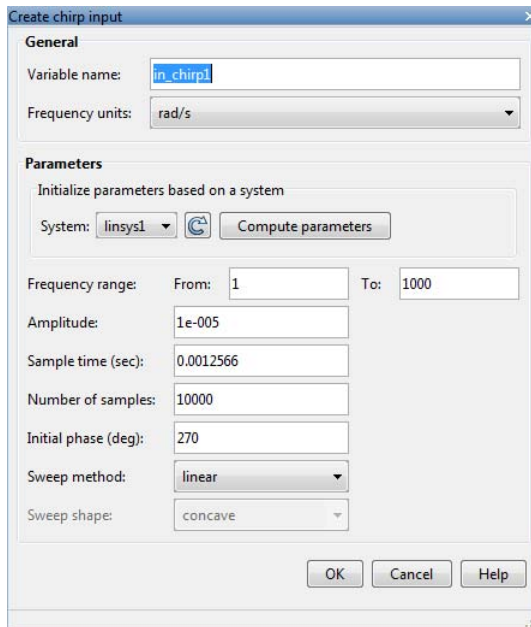 Create chirp input
General
Variable name: in_chirp1
Frequency units: rad/s
Parameters
Initialize parameters based on a system
System: linsys1 Compute parameters
Frequency range: From: 1 To: 1000
Amplitude: 1e-005
Sample time (sec): 0.0012566
Number of samples: 10000
Initial phase (deg): 270
Sweep method: linear
Sweep shape: concave
OK Cancel Help